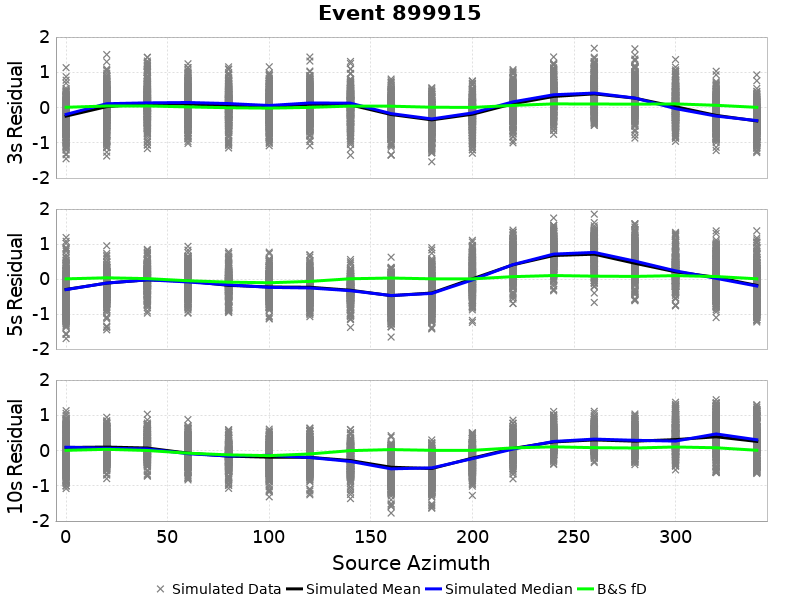 Event 899915
3s Residual
2
1
0
-1
-2
5s Residual
2
1
0
-1
-2
10s Residual
2
1
0
-1
-2
0 50 100 150 200 250 300
Source Azimuth
Simulated Data Simulated Mean Simulated Median B&S fD